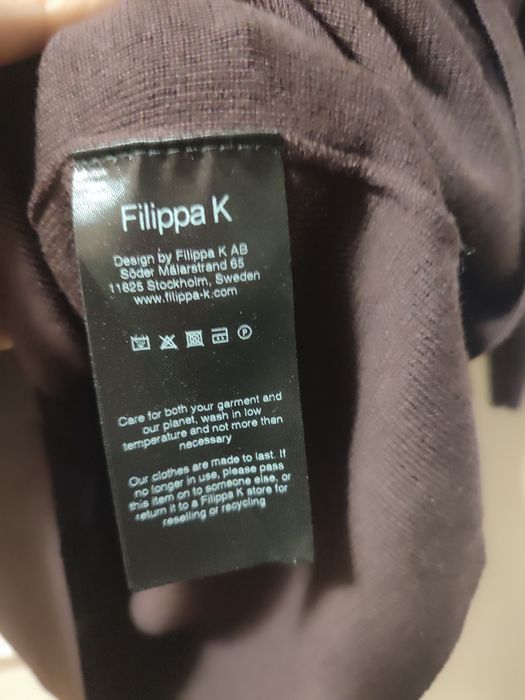 Filippa K
Design by Filippa K AB
Söder Mälarstrand 65
11825 Stockholm, Sweden
www.filippa-k.com
Care for both your garment and
our planet, wash in low
temperature and not more than
necessary
Our clothes are made to last. If
no longer in use, please pass
this item on to someone else, or
return it to a Filippa K store for
reselling or recycling